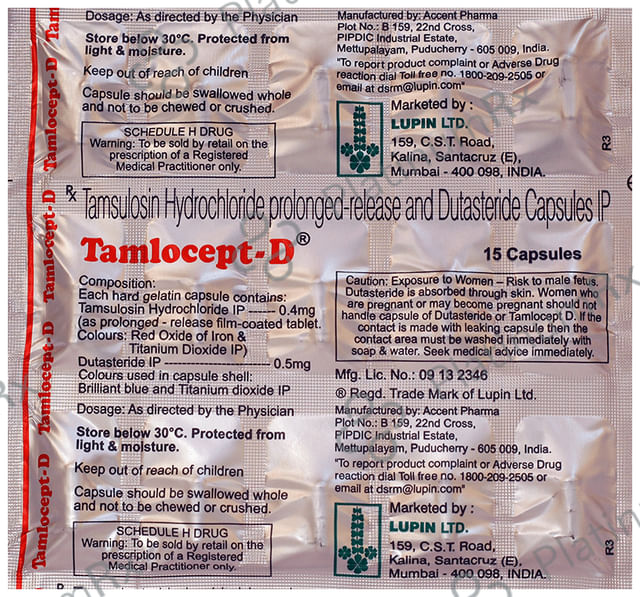 Dosage: As directed by the Physician
Store below 30°C. Protected from
light & moisture.
Keep out of reach of children
Capsule should be swallowed whole
and not to be chewed or crushed.
SCHEDULE H DRUG
Warning: To be sold by retail on the
prescription of a Registered
Medical Practitioner only.
Manufactured by: Accent Pharma
Plot No.: B 159, 22nd Cross,
PIPDIC Industrial Estate,
Mettupalayam, Puducherry - 605 009, India.
"To report product complaint or Adverse Drug
reaction dial Toll free no. 1800-209-2505 or
email at dsrm@lupin.com"
Marketed by :
LUPIN LTD.
159, C.S.T. Road,
Kalina, Santacruz (E),
Mumbai - 400 098, INDIA.
R3
Tamlocept-D
Tamlocept-D
Tamlocept-D
Tamlocept-D
Rx Tamsulosin Hydrochloride prolonged-release and Dutasteride Capsules IP
Tamlocept-D®
15 Capsules
Composition:
Each hard gelatin capsule contains:
Tamsulosin Hydrochloride IP ------ 0.4mg
(as prolonged - release film-coated tablet.
Colours: Red Oxide of Iron &
Titanium Dioxide IP)
Dutasteride IP ---------------------- 0.5mg
Colours used in capsule shell:
Brilliant blue and Titanium dioxide IP
Caution: Exposure to Women – Risk to male fetus.
Dutasteride is absorbed through skin. Women who
are pregnant or may become pregnant should not
handle capsule of Dutasteride or Tamlocept D. If the
contact is made with leaking capsule then the
contact area must be washed immediately with
soap & water. Seek medical advice immediately.
Mfg. Lic. No.: 09 13 2346
® Regd. Trade Mark of Lupin Ltd.
Dosage: As directed by the Physician
Store below 30°C. Protected from
light & moisture.
Keep out of reach of children
Capsule should be swallowed whole
and not to be chewed or crushed.
SCHEDULE H DRUG
Warning: To be sold by retail on the
prescription of a Registered
Medical Practitioner only.
Manufactured by: Accent Pharma
Plot No.: B 159, 22nd Cross,
PIPDIC Industrial Estate,
Mettupalayam, Puducherry - 605 009, India.
"To report product complaint or Adverse Drug
reaction dial Toll free no. 1800-209-2505 or
email at dsrm@lupin.com"
Marketed by :
LUPIN LTD.
159, C.S.T. Road,
Kalina, Santacruz (E),
Mumbai - 400 098, INDIA.
R3